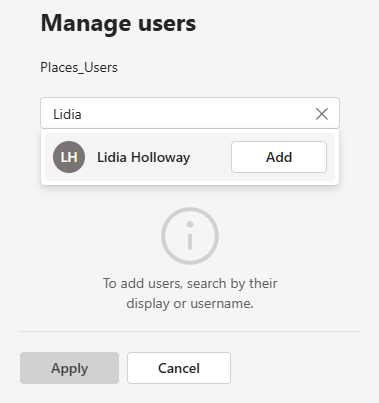 Manage users
Places_Users
Lidia
LH Lidia Holloway Add
To add users, search by their
display or username.
Apply Cancel